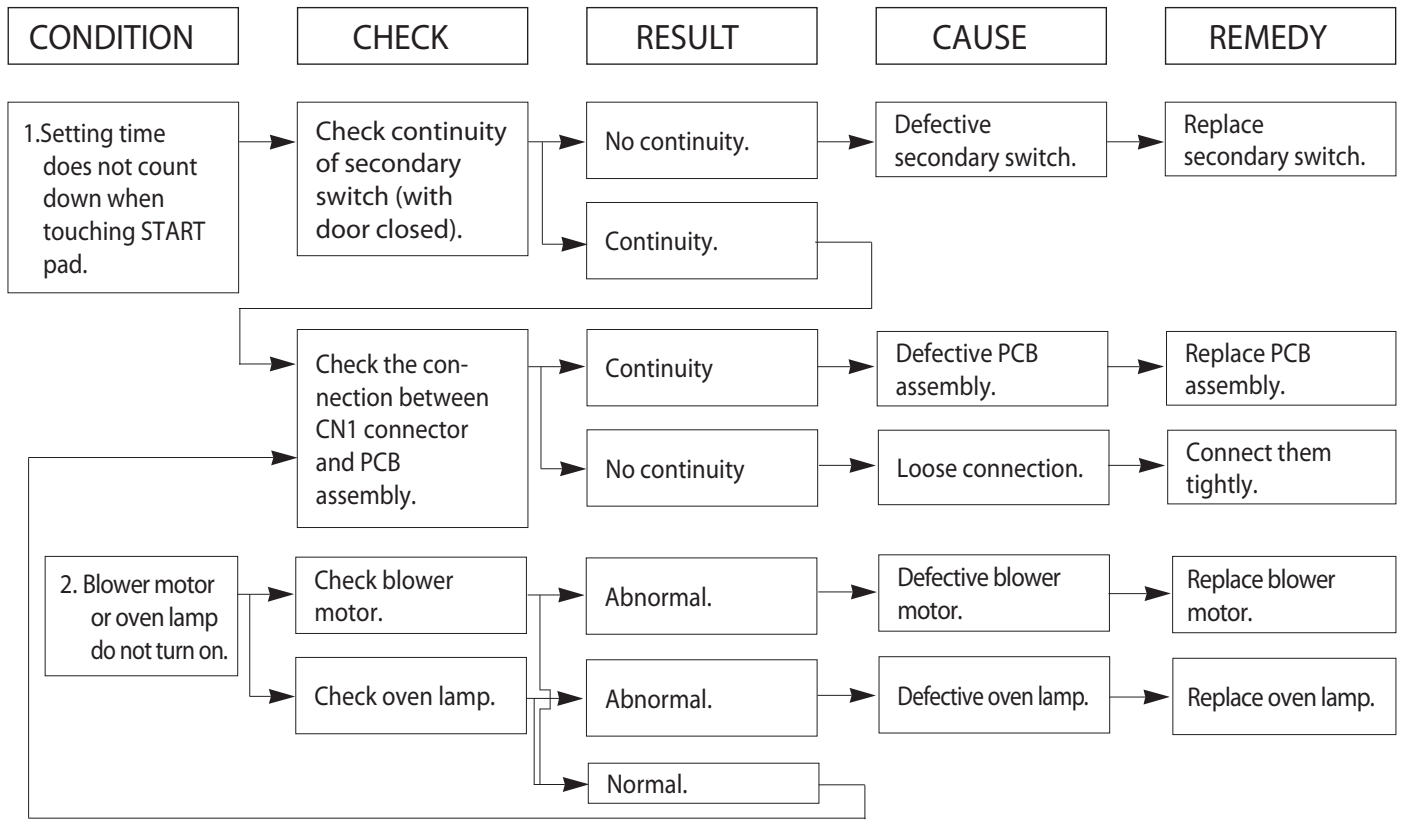 CONDITION
CHECK
RESULT
CAUSE
REMEDY
1.Setting time
does not count
down when
touching START
pad.
Check continuity
of secondary
switch (with
door closed).
No continuity.
Defective
secondary switch.
Replace
secondary switch.
Continuity.
Check the con-
nection between
CN1 connector
and PCB
assembly.
Continuity
Defective PCB
assembly.
Replace PCB
assembly.
No continuity
Loose connection.
Connect them
tightly.
2. Blower motor
or oven lamp
do not turn on.
Check blower
motor.
Abnormal.
Defective blower
motor.
Replace blower
motor.
Check oven lamp.
Abnormal.
Defective oven lamp.
Replace oven lamp.
Normal.